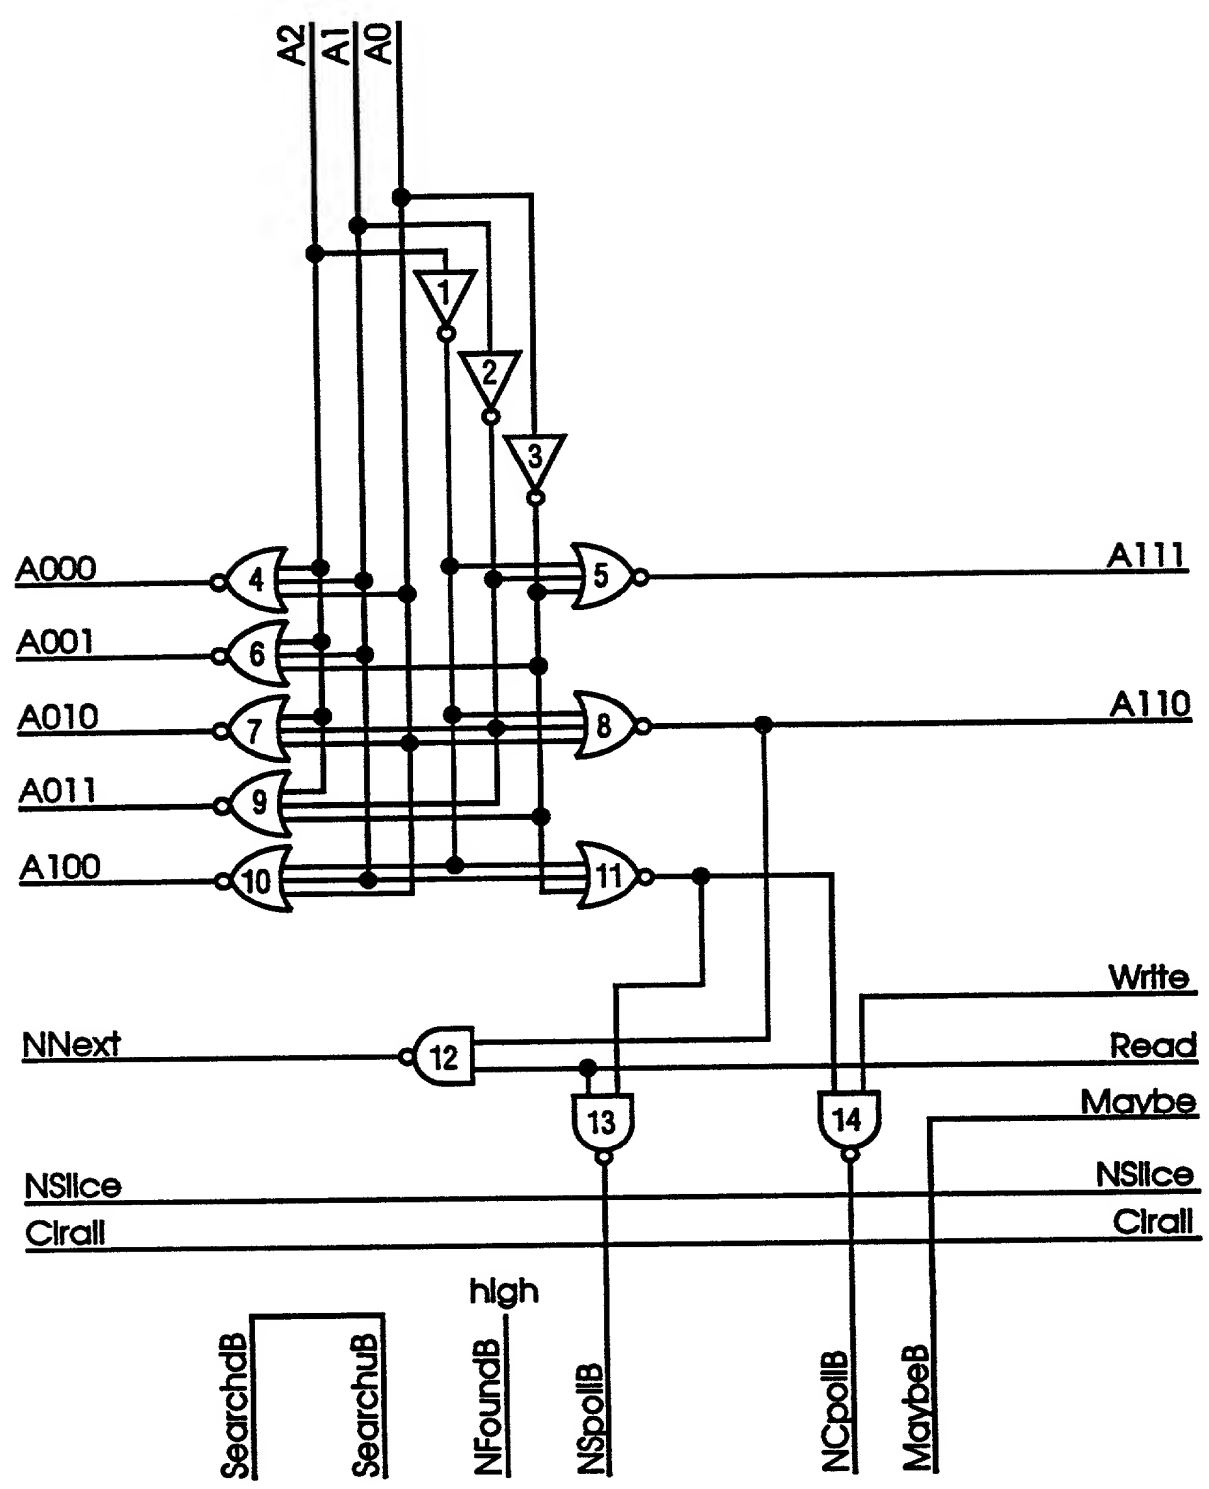 A2
A1
A0
1
2
3
A000
4
5
A111
A001
6
A010
7
8
A110
A011
9
A100
10
11
Write
NNext
12
Read
13
14
Maybe
NSlice
NSlice
Clrall
Clrall
high
SearchdB
SearchuB
NFoundB
NSpollB
NCpollB
MaybeB